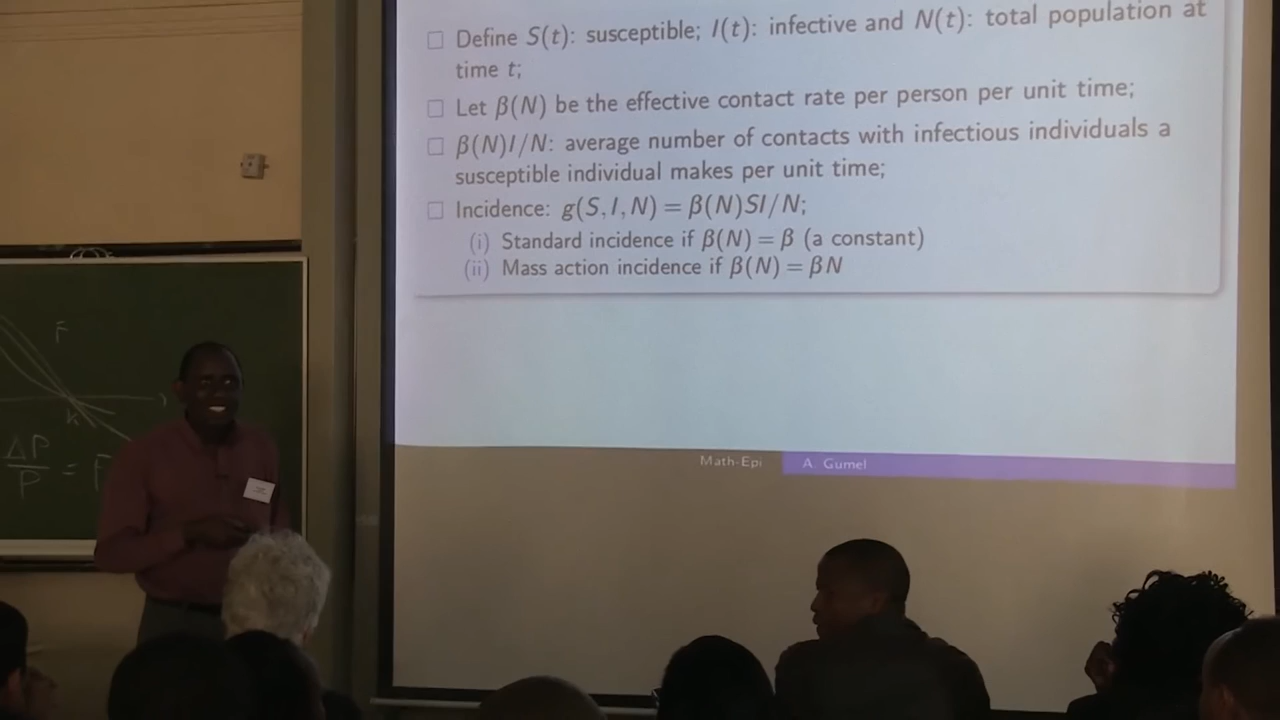 □ Define S(t): susceptible; I(t): infective and N(t): total population at
time t;
□ Let β(N) be the effective contact rate per person per unit time;
□ β(N)I/N: average number of contacts with infectious individuals a
susceptible individual makes per unit time;
□ Incidence: g(S, I, N) = β(N)SI/N;
(i) Standard incidence if β(N) = β (a constant)
(ii) Mass action incidence if β(N) = βN
Math-Epi A. Gumel
F
K
ΔP/P = F